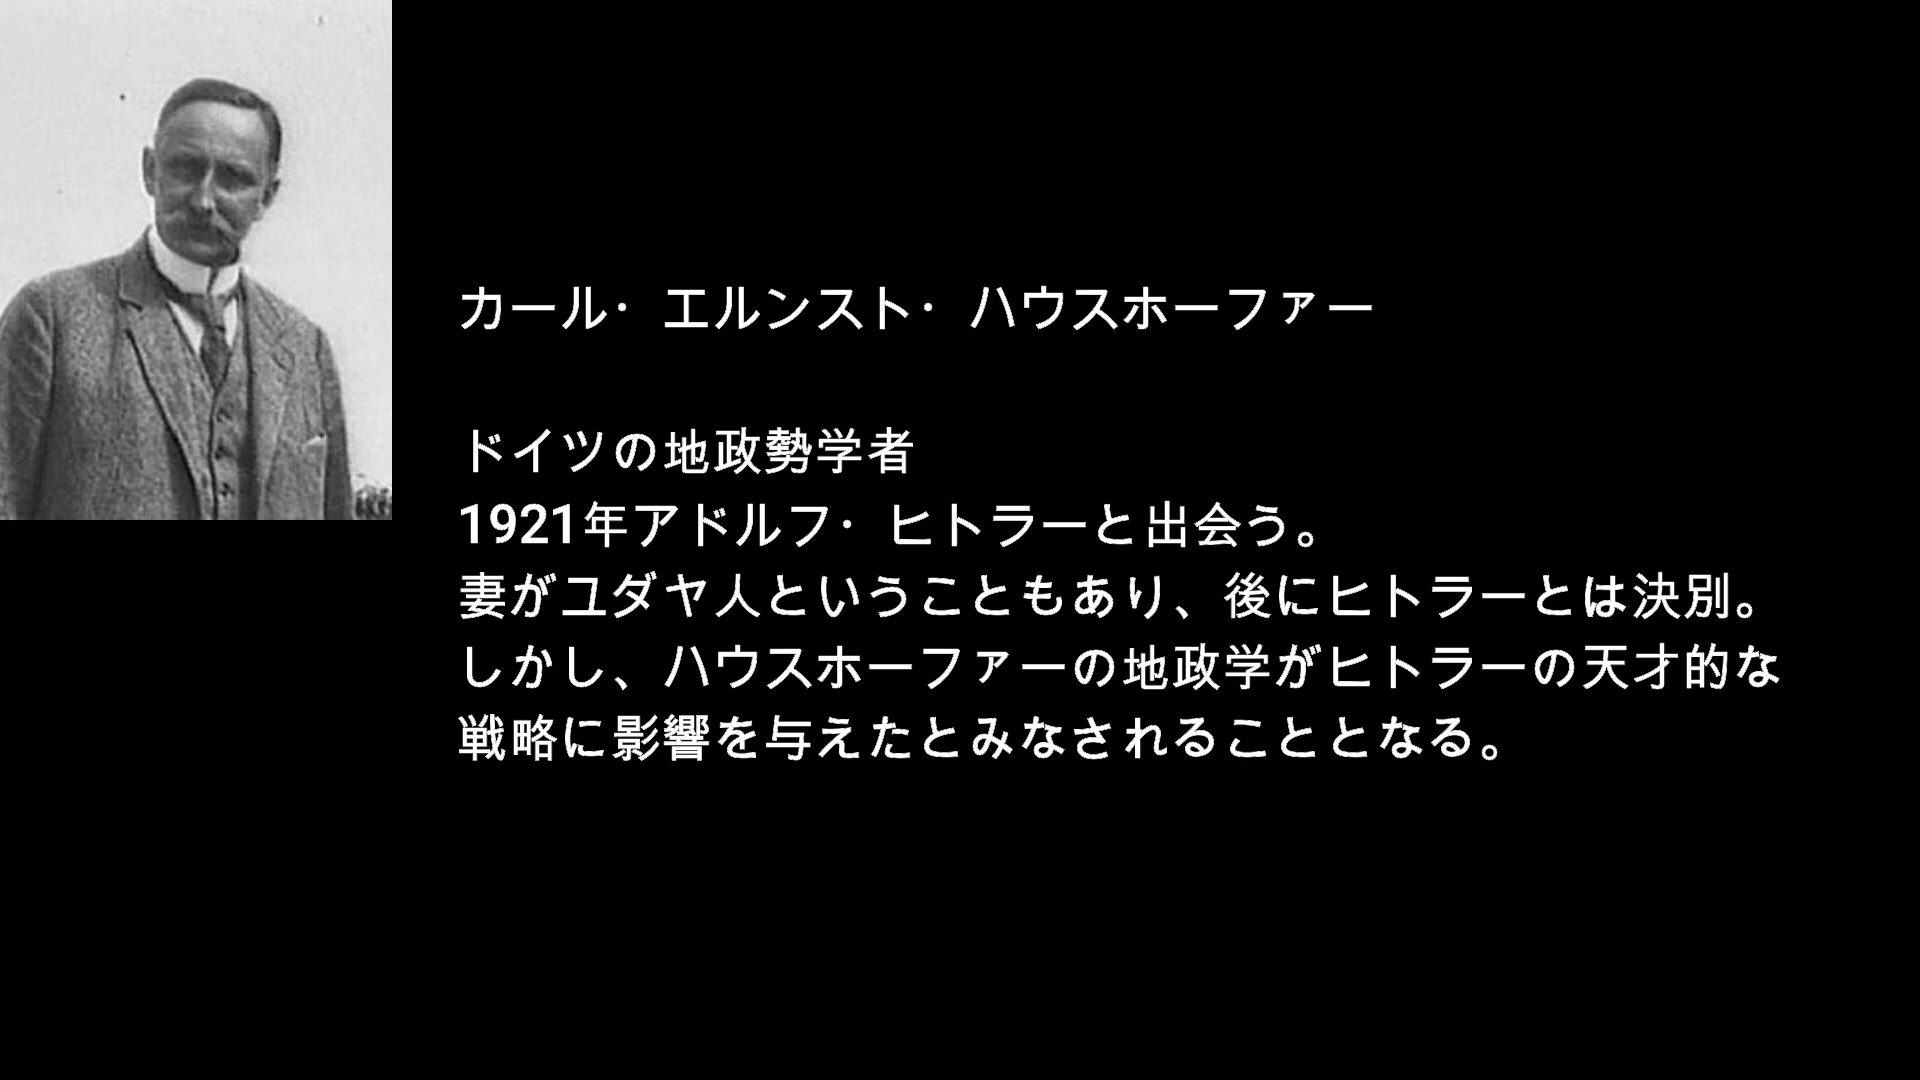 カール・エルンスト・ハウスホーファー
ドイツの地政勢学者
1921年アドルフ・ヒトラーと出会う。
妻がユダヤ人ということもあり、後にヒトラーとは決別。
しかし、ハウスホーファーの地政学がヒトラーの天才的な
戦略に影響を与えたとみなされることとなる。